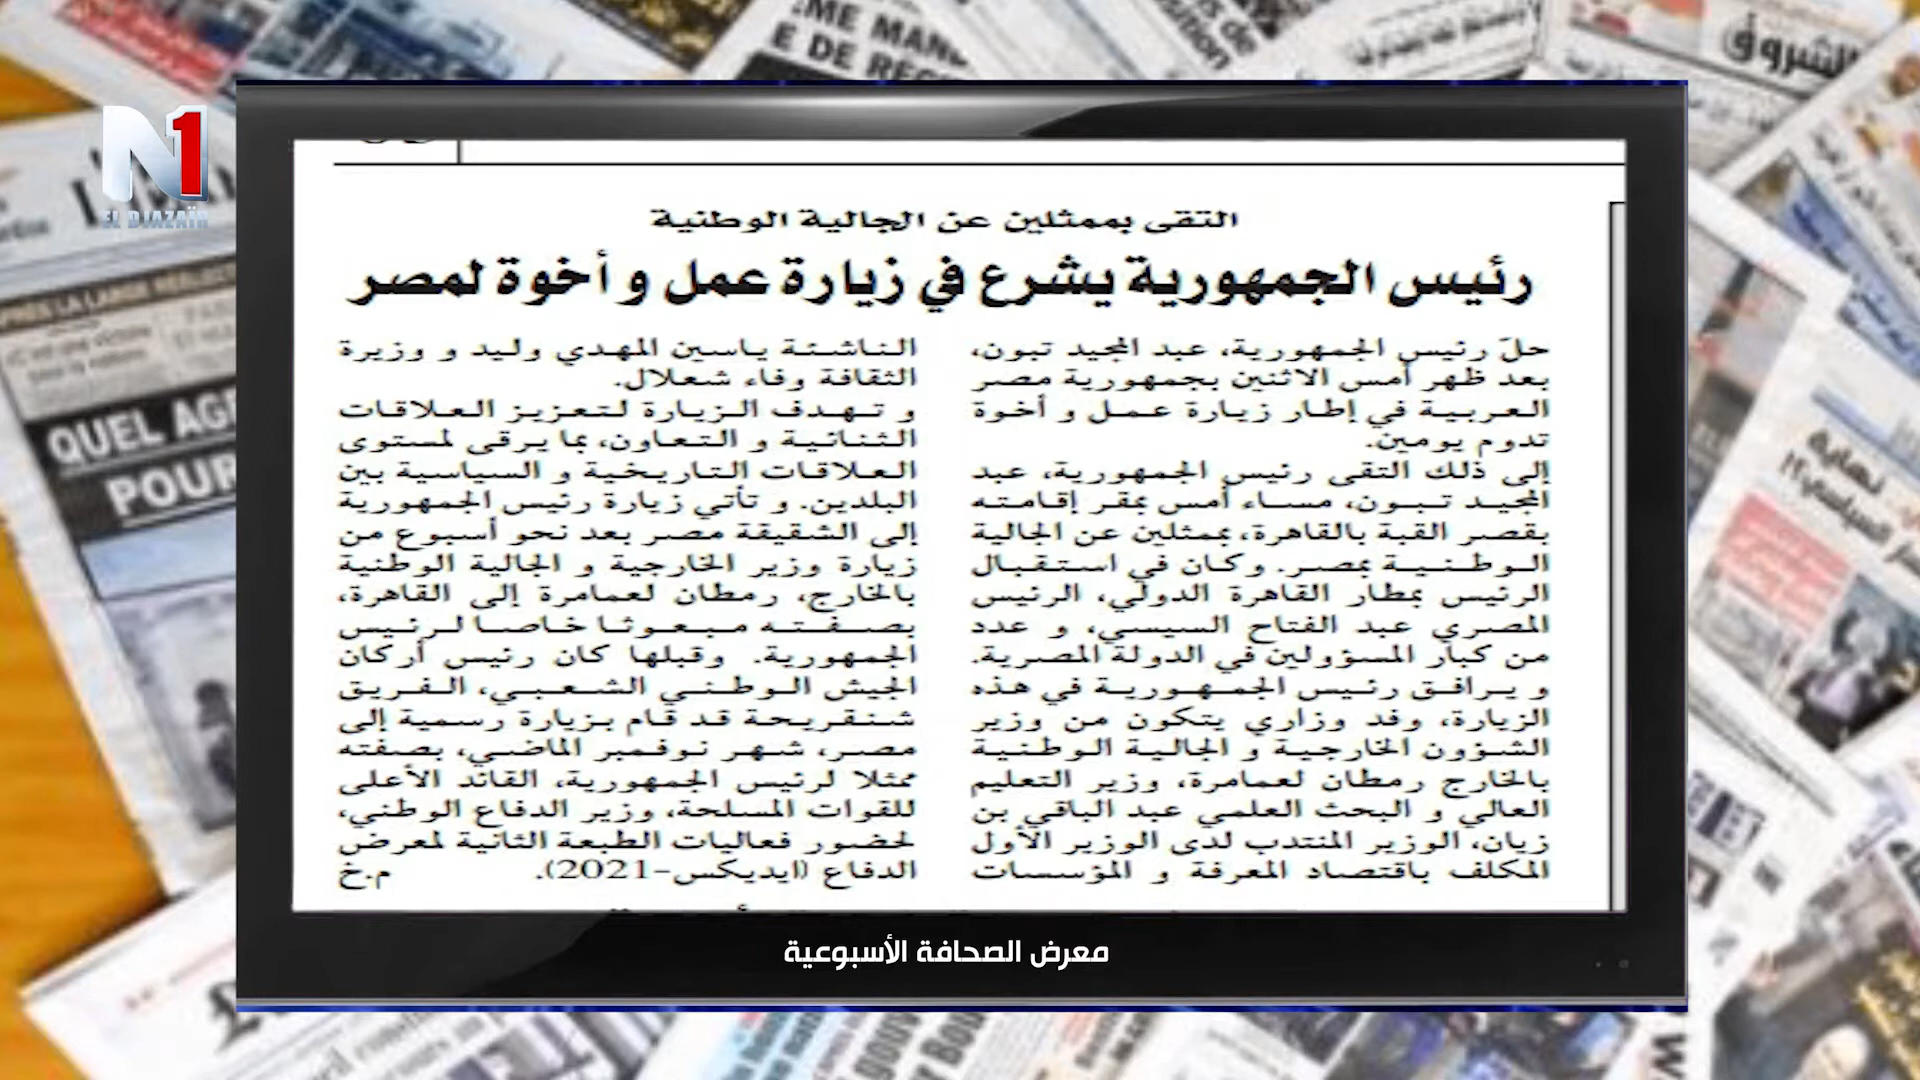 التقى بممثلين عن الجالية الوطنية
رئيس الجمهورية يشرع في زيارة عمل و أخوة لمصر
حلّ رئيس الجمهورية، عبد المجيد تبون،
بعد ظهر أمس الاثنين بجمهورية مصر
العربية في إطار زيارة عمل و أخوة
تدوم يومين.
إلى ذلك التقى رئيس الجمهورية، عبد
المجيد تبون، مساء أمس بمقر إقامته
بقصر القبة بالقاهرة، بممثلين عن الجالية
الوطنية بمصر. وكان في استقبال
الرئيس بمطار القاهرة الدولي، الرئيس
المصري عبد الفتاح السيسي، و عدد
من كبار المسؤولين في الدولة المصرية.
و يرافق رئيس الجمهورية في هذه
الزيارة، وفد وزاري يتكون من وزير
الشؤون الخارجية و الجالية الوطنية
بالخارج رمطان لعمامرة، وزير التعليم
العالي و البحث العلمي عبد الباقي بن
زيان، الوزير المنتدب لدى الوزير الأول
المكلف باقتصاد المعرفة و المؤسسات
الناشئة ياسين المهدي وليد و وزيرة
الثقافة وفاء شعلال.
و تهدف الزيارة لتعزيز العلاقات
الثنائية و التعاون، بما يرقى لمستوى
العلاقات التاريخية و السياسية بين
البلدين. و تأتي زيارة رئيس الجمهورية
إلى الشقيقة مصر بعد نحو أسبوع من
زيارة وزير الخارجية و الجالية الوطنية
بالخارج، رمطان لعمامرة إلى القاهرة،
بصفته مبعوثا خاصا لرئيس
الجمهورية. وقبلها كان رئيس أركان
الجيش الوطني الشعبي، الفريق
شنقريحة قد قام بزيارة رسمية إلى
مصر، شهر نوفمبر الماضي، بصفته
ممثلا لرئيس الجمهورية، القائد الأعلى
للقوات المسلحة، وزير الدفاع الوطني،
لحضور فعاليات الطبعة الثانية لمعرض
الدفاع (ايديكس-2021). م.خ
معرض الصحافة الأسبوعية
N1
EL DJAZAÏR
QUEL AGE
POUR
E DE
الشروق